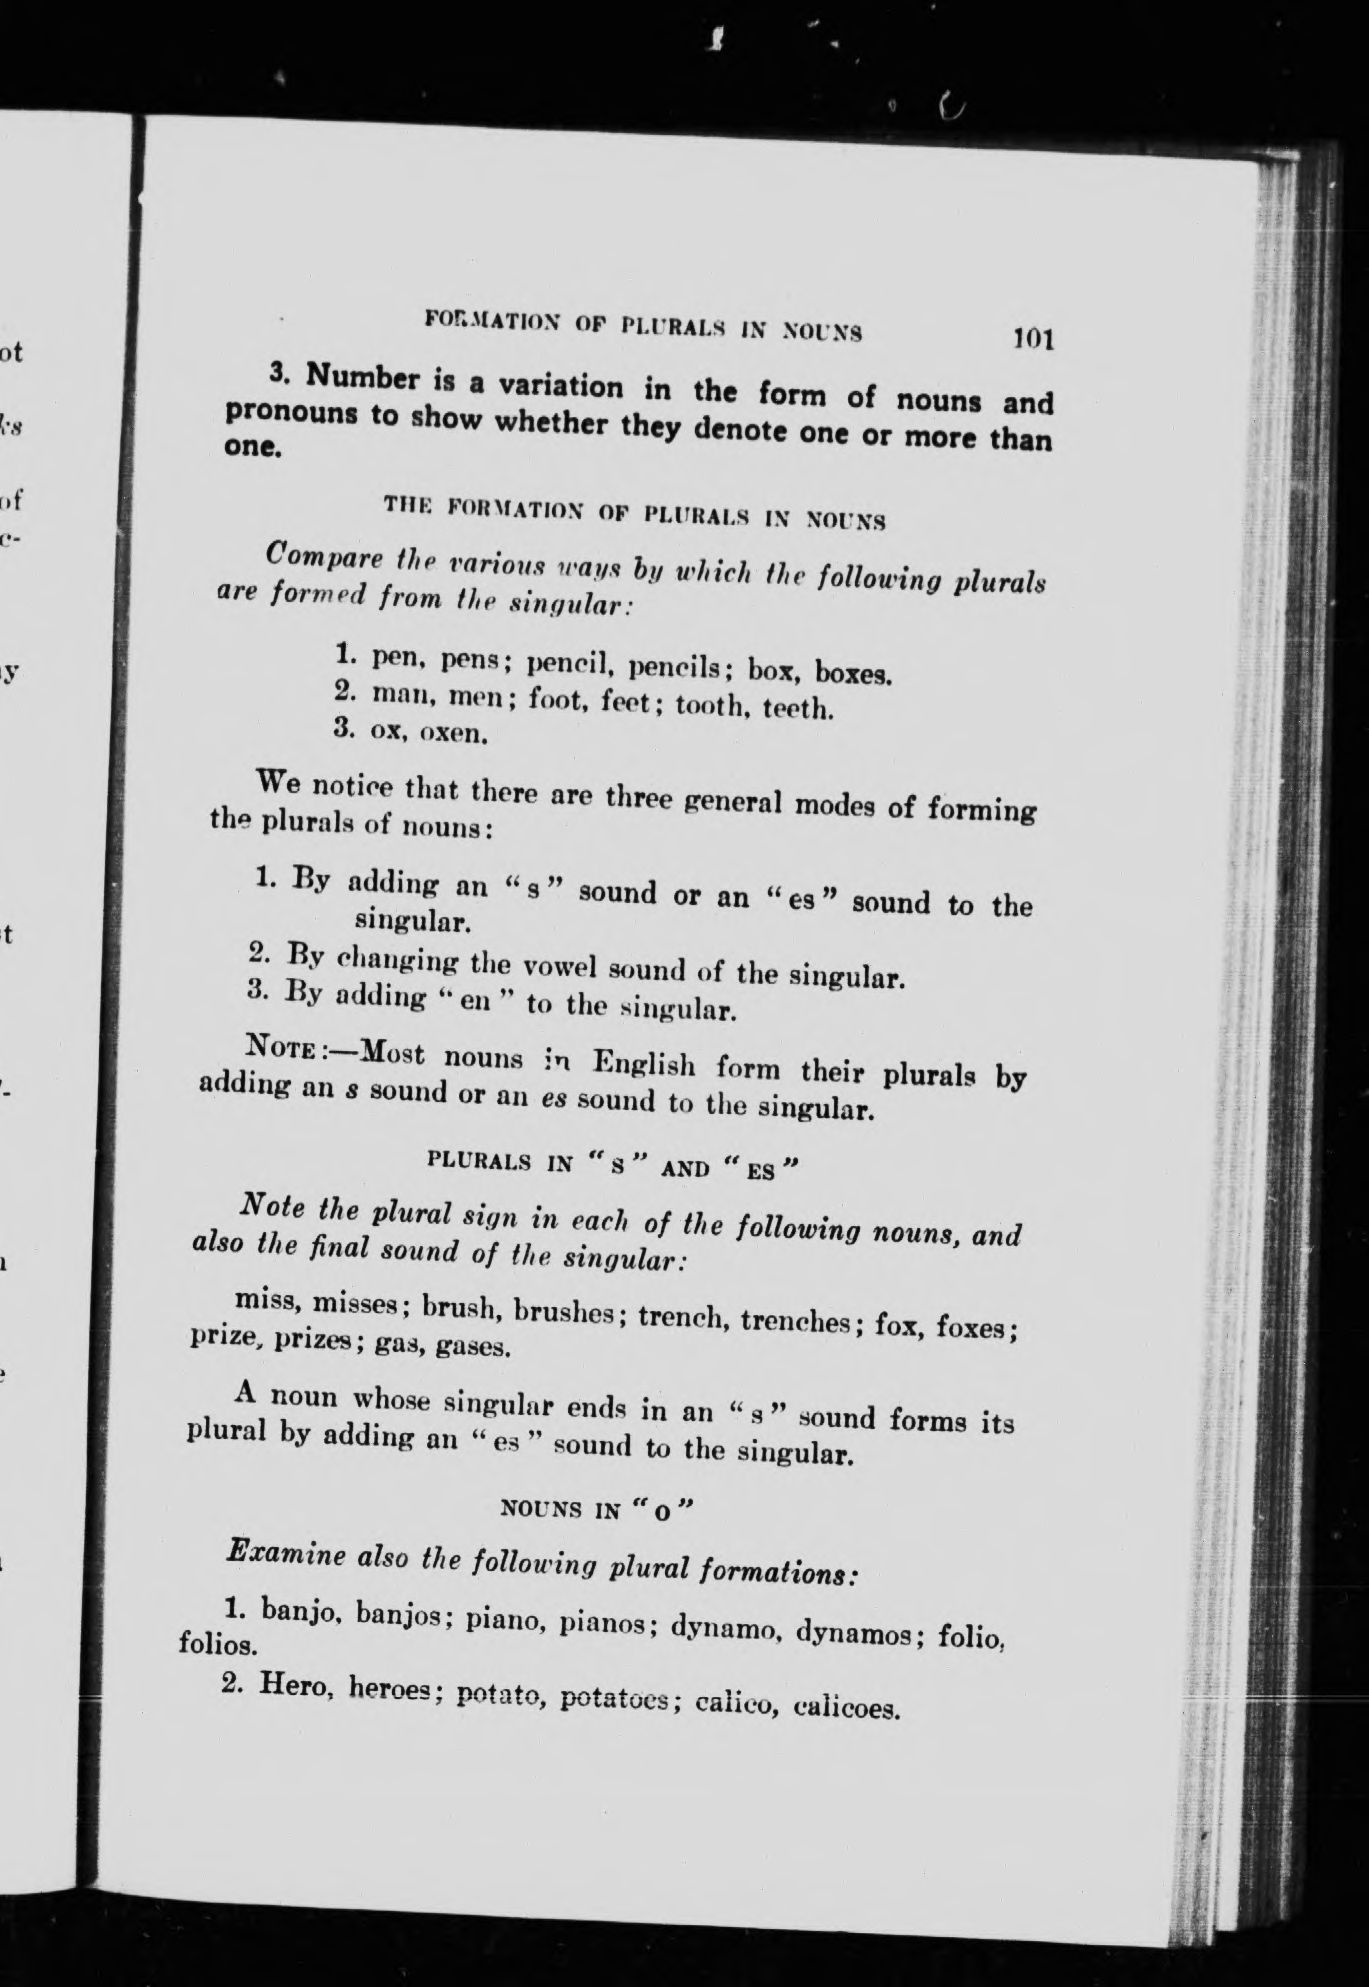 FORMATION OF PLURALS IN NOUNS 101
3. Number is a variation in the form of nouns and
pronouns to show whether they denote one or more than
one.
THE FORMATION OF PLURALS IN NOUNS
Compare the various ways by which the following plurals
are formed from the singular:
1. pen, pens; pencil, pencils; box, boxes.
2. man, men; foot, feet; tooth, teeth.
3. ox, oxen.
We notice that there are three general modes of forming
the plurals of nouns:
1. By adding an “s” sound or an “es” sound to the
singular.
2. By changing the vowel sound of the singular.
3. By adding “en” to the singular.
NOTE:—Most nouns in English form their plurals by
adding an s sound or an es sound to the singular.
PLURALS IN “S” AND “ES”
Note the plural sign in each of the following nouns, and
also the final sound of the singular:
miss, misses; brush, brushes; trench, trenches; fox, foxes;
prize, prizes; gas, gases.
A noun whose singular ends in an “s” sound forms its
plural by adding an “es” sound to the singular.
NOUNS IN “O”
Examine also the following plural formations:
1. banjo, banjos; piano, pianos; dynamo, dynamos; folio,
folios.
2. Hero, heroes; potato, potatoes; calico, calicoes.